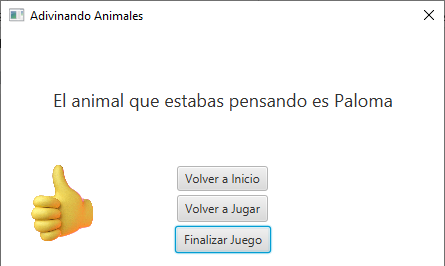 Adivinando Animales
El animal que estabas pensando es Paloma
Volver a Inicio
Volver a Jugar
Finalizar Juego